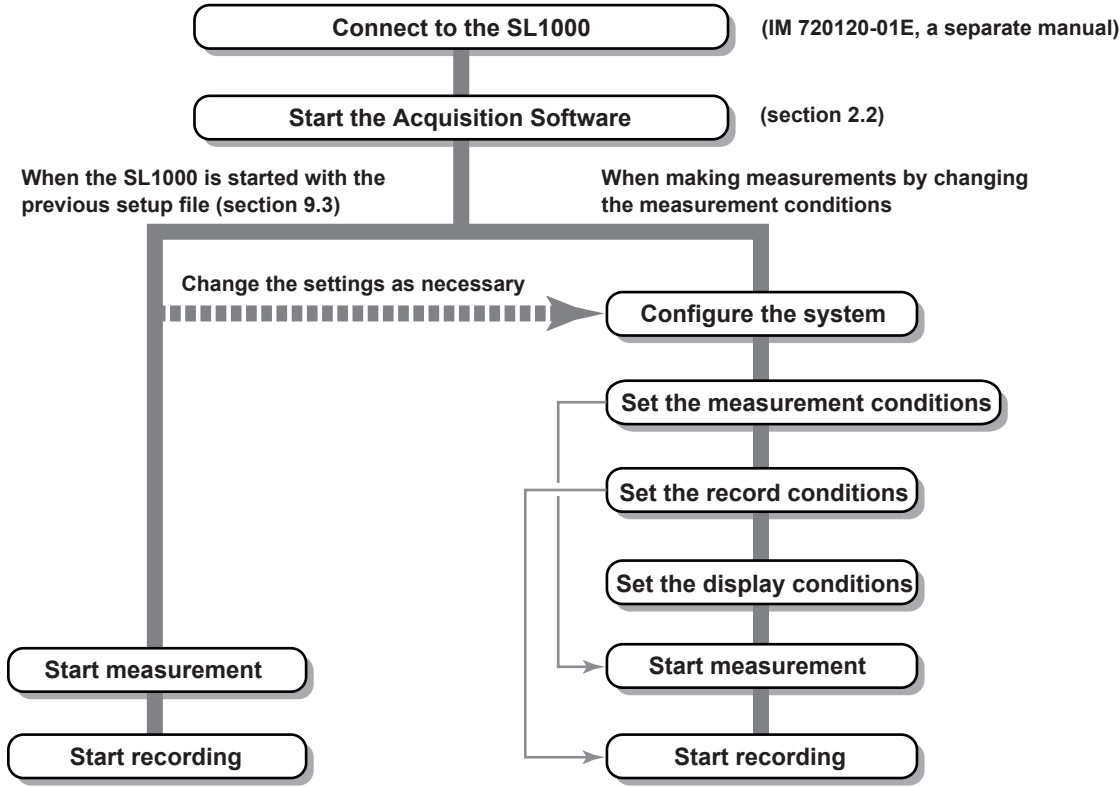 Connect to the SL1000
(IM 720120-01E, a separate manual)
Start the Acquisition Software
(section 2.2)
When the SL1000 is started with the
previous setup file (section 9.3)
When making measurements by changing
the measurement conditions
Change the settings as necessary
Configure the system
Set the measurement conditions
Set the record conditions
Set the display conditions
Start measurement
Start measurement
Start recording
Start recording